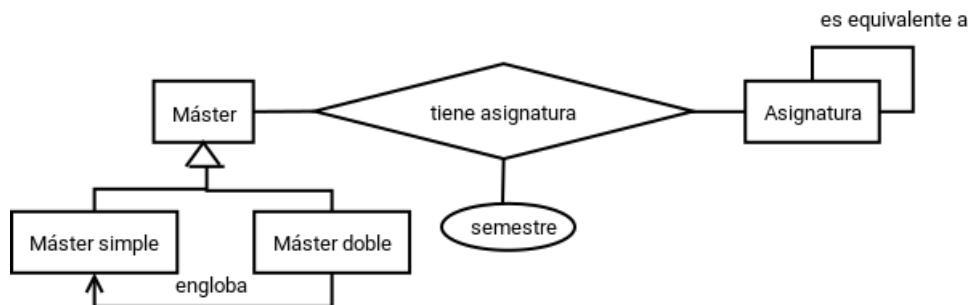 es equivalente a
Máster
tiene asignatura
Asignatura
semestre
Máster simple
Máster doble
engloba